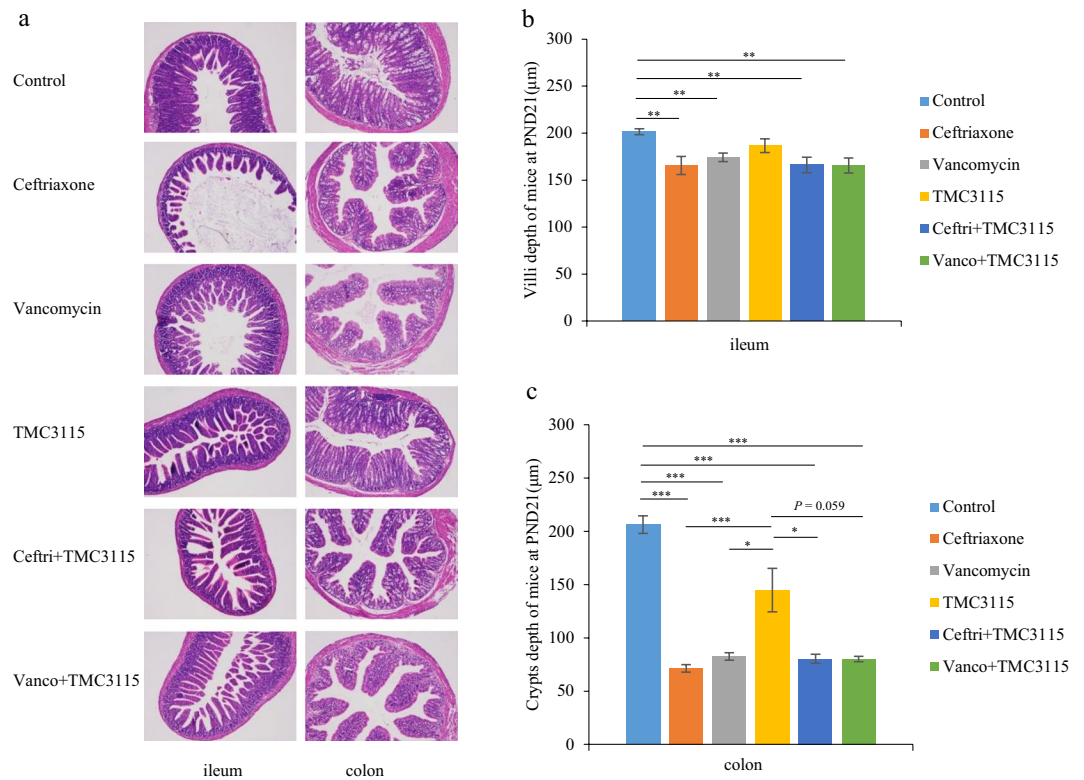 a
Control
Ceftriaxone
Vancomycin
TMC3115
Ceftri+TMC3115
Vanco+TMC3115
ileum
colon
b
Villi depth of mice at PND21(μm)
300
250
200
150
100
50
0
**
**
**
**
ileum
Control
Ceftriaxone
Vancomycin
TMC3115
Ceftri+TMC3115
Vanco+TMC3115
c
Crypts depth of mice at PND21(μm)
300
250
200
150
100
50
0
***
***
***
***
P = 0.059
***
*
*
colon
Control
Ceftriaxone
Vancomycin
TMC3115
Ceftri+TMC3115
Vanco+TMC3115